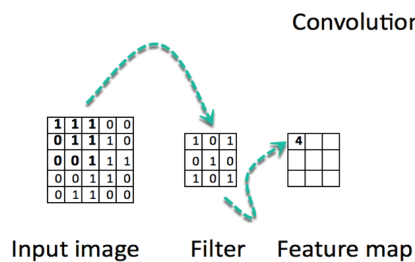 Convolution
1 1 1 0 0
0 1 1 1 0
0 0 1 1 1
0 0 1 1 0
0 1 1 0 0
1 0 1
0 1 0
1 0 1
4
Input image
Filter
Feature map